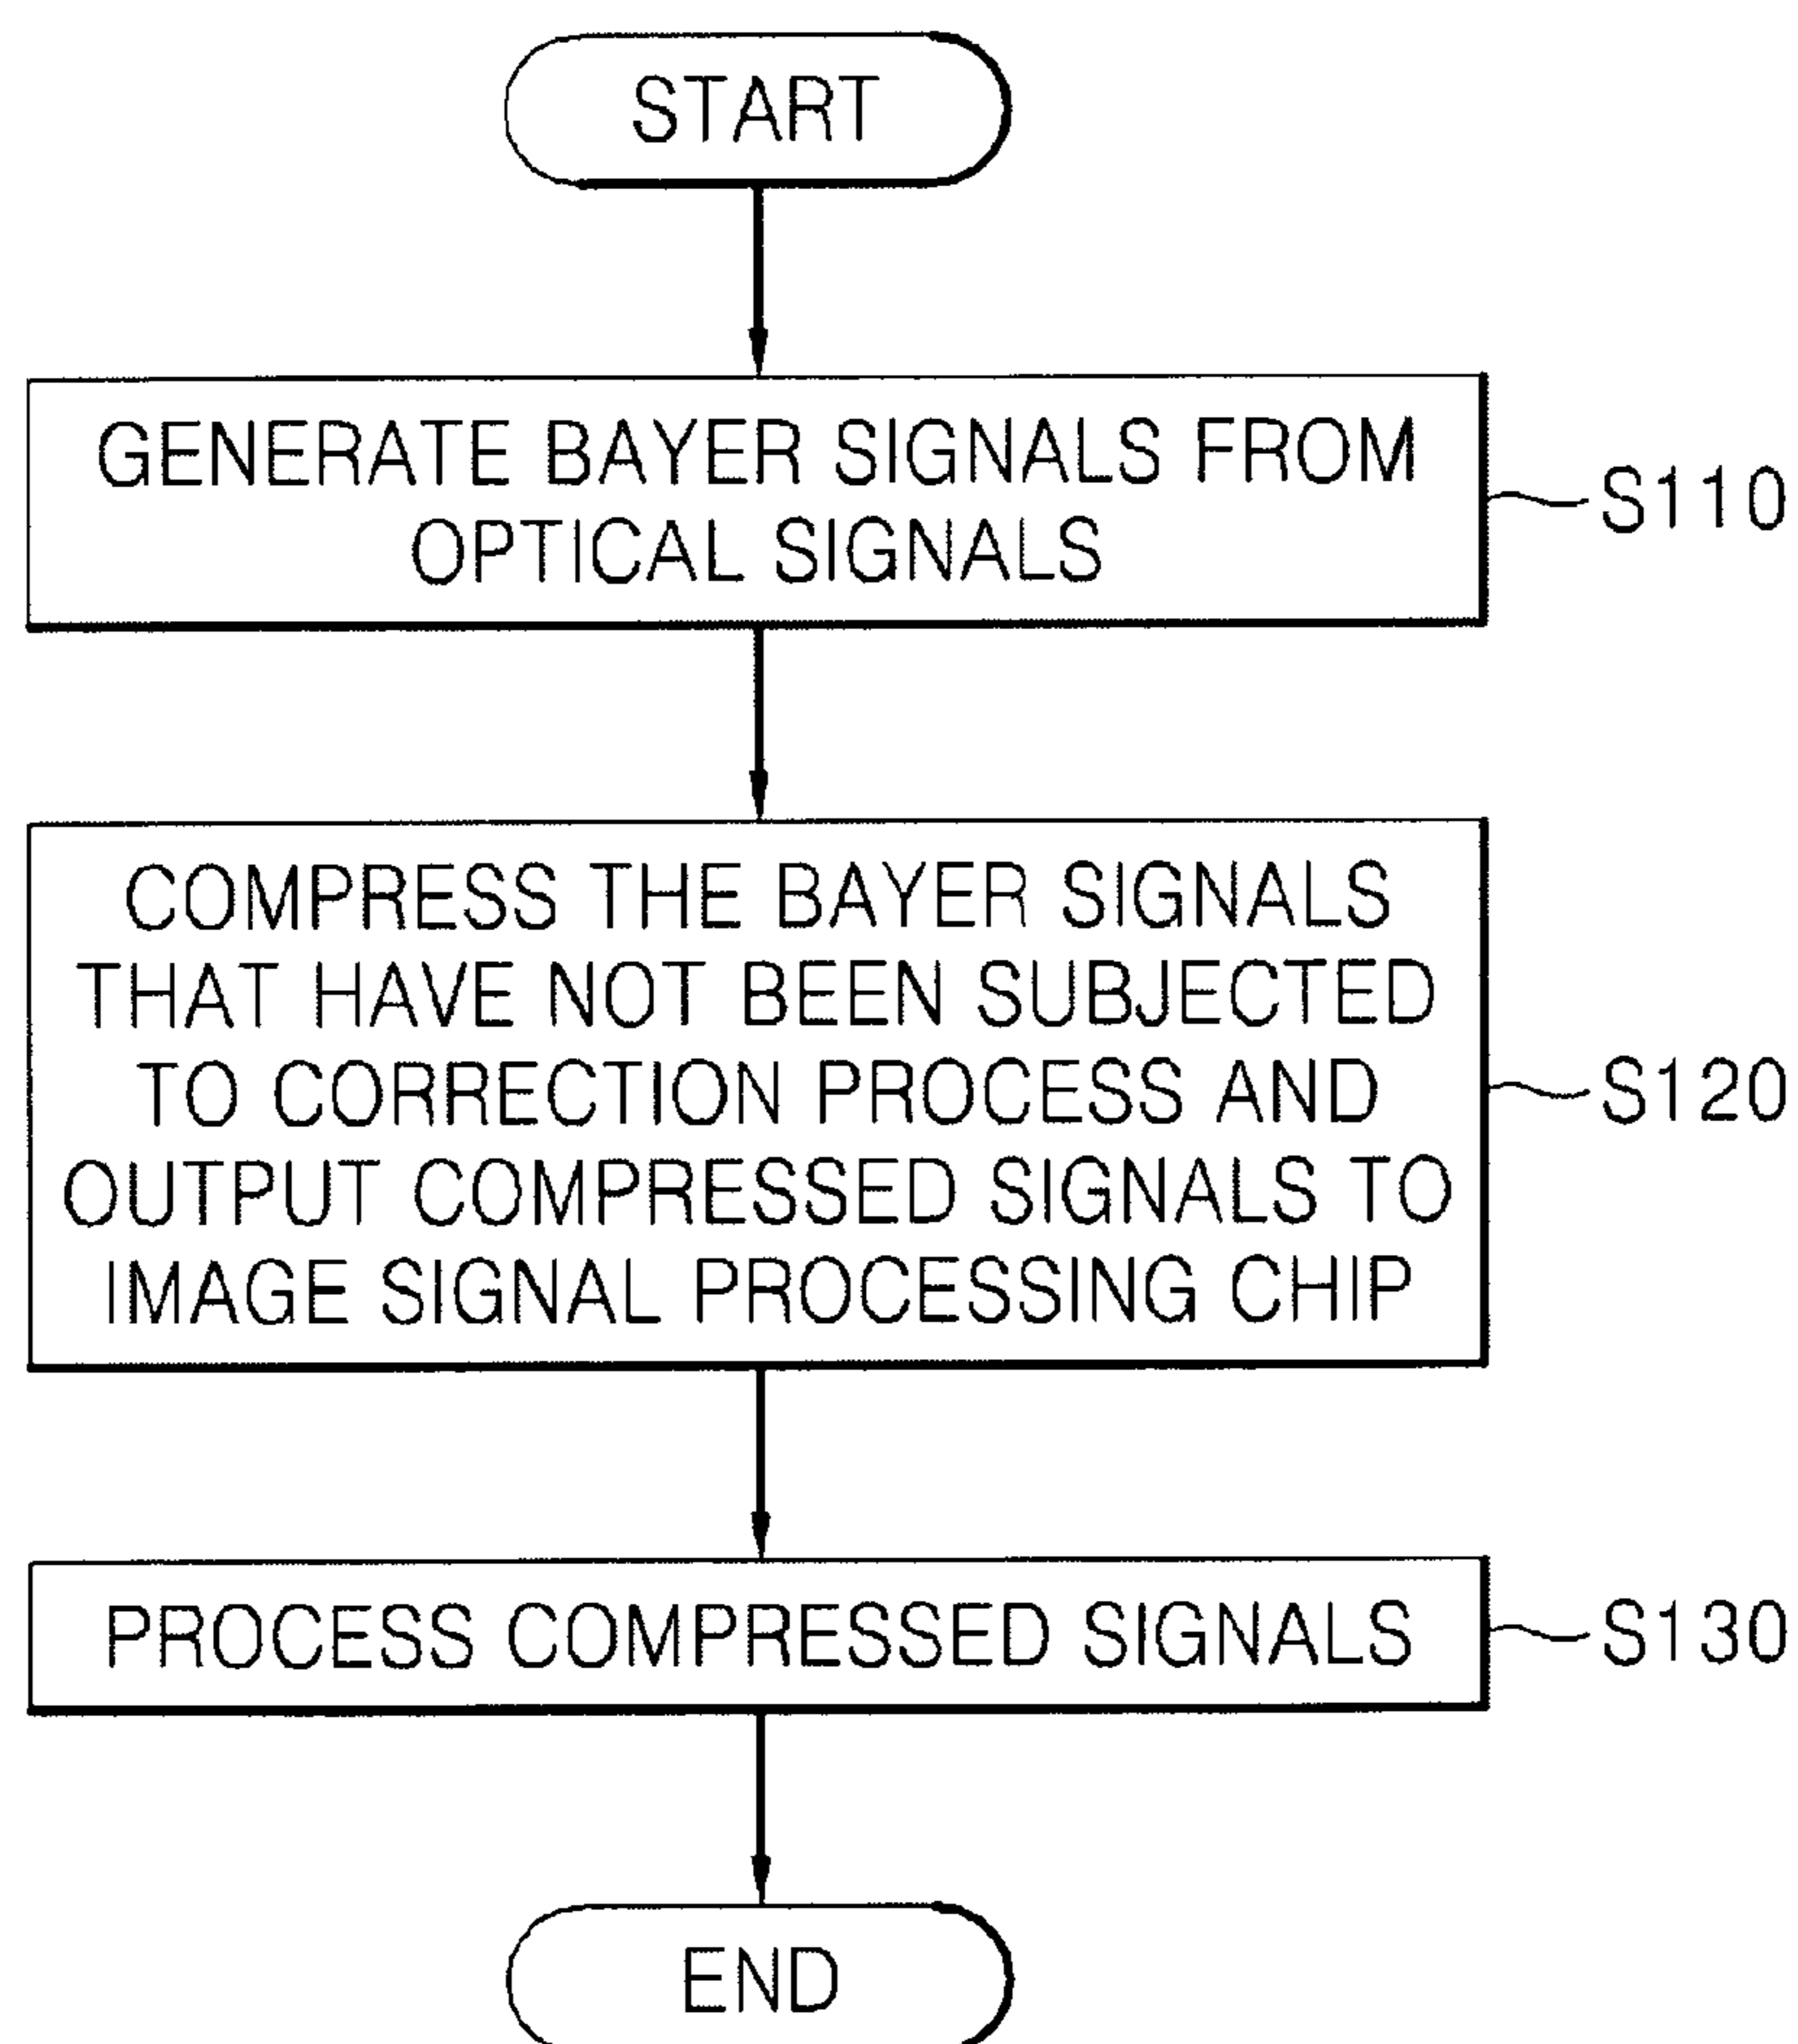 START
GENERATE BAYER SIGNALS FROM
OPTICAL SIGNALS
S110
COMPRESS THE BAYER SIGNALS
THAT HAVE NOT BEEN SUBJECTED
TO CORRECTION PROCESS AND
OUTPUT COMPRESSED SIGNALS TO
IMAGE SIGNAL PROCESSING CHIP
S120
PROCESS COMPRESSED SIGNALS
S130
END